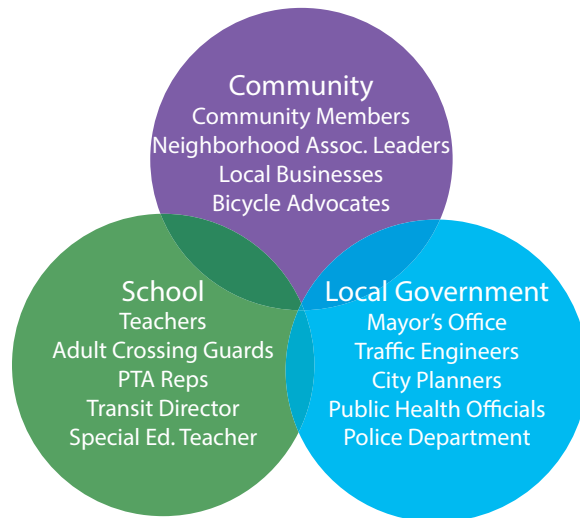 Community
Community Members
Neighborhood Assoc. Leaders
Local Businesses
Bicycle Advocates
School
Teachers
Adult Crossing Guards
PTA Reps
Transit Director
Special Ed. Teacher
Local Government
Mayor’s Office
Traffic Engineers
City Planners
Public Health Officials
Police Department